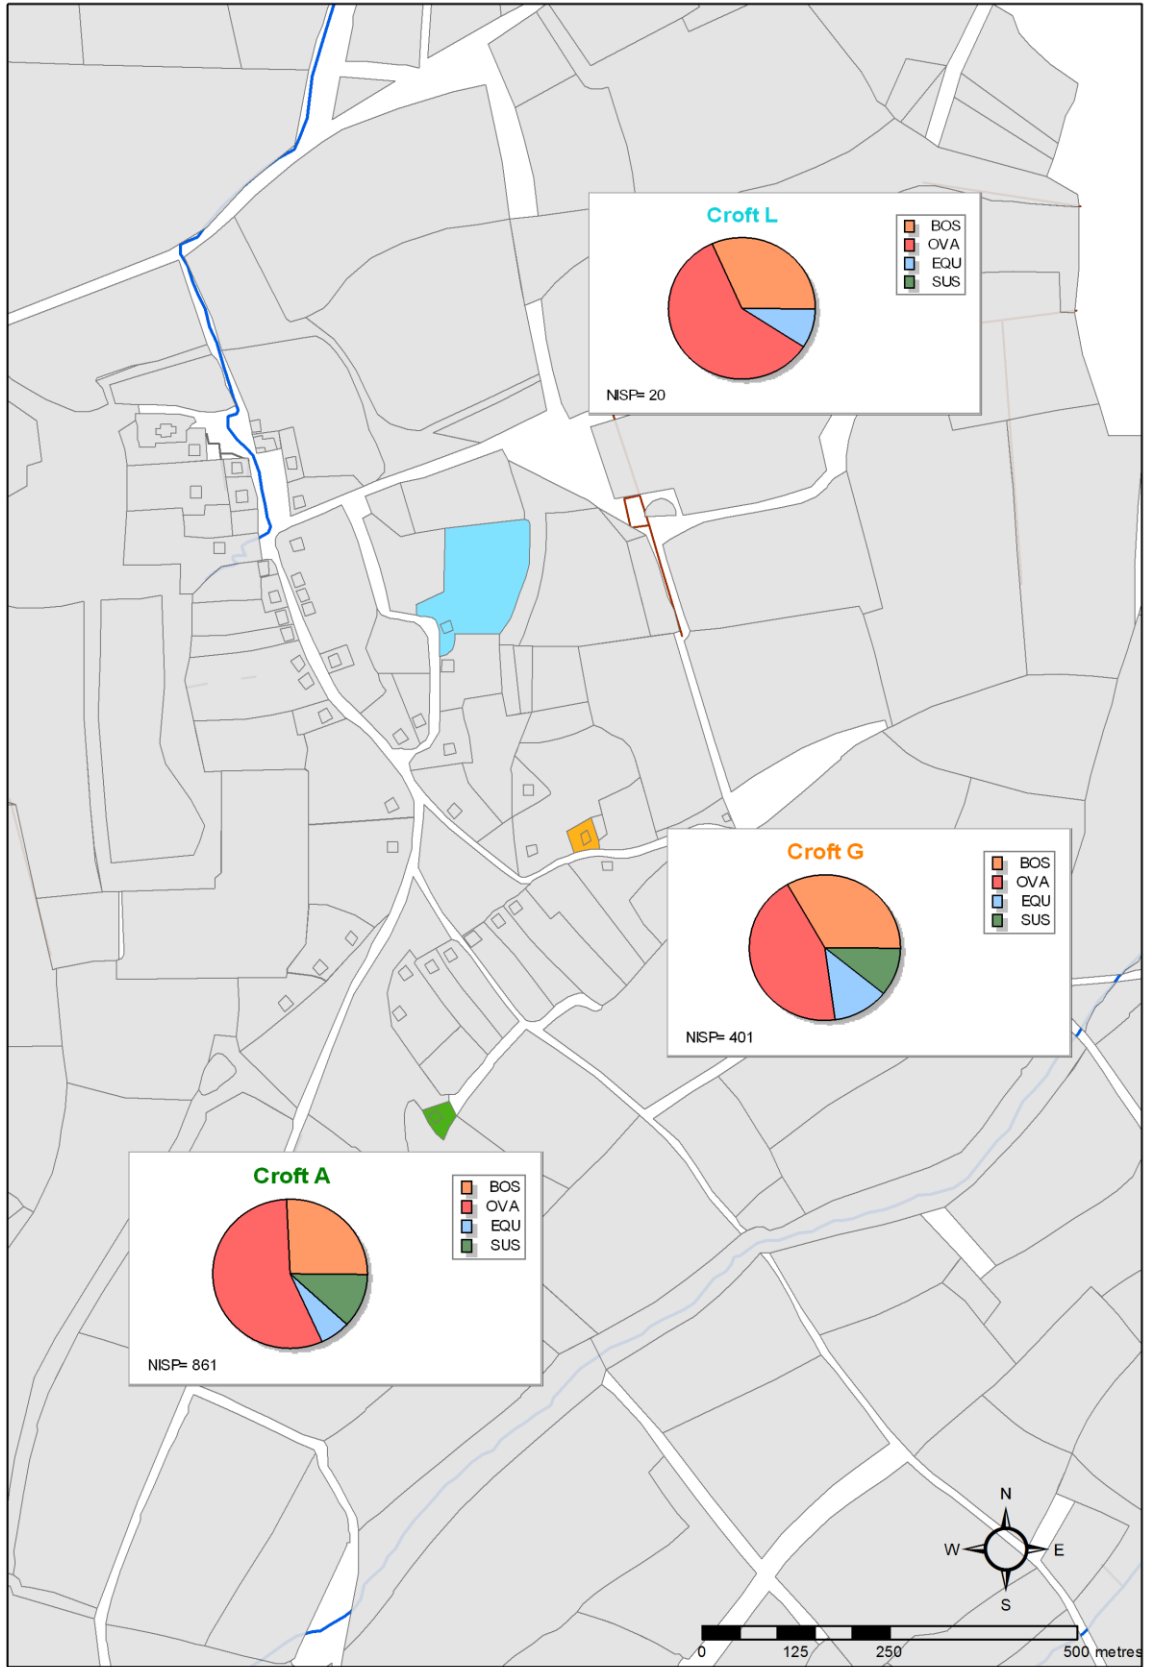 Croft L
BOS
OVA
EQU
SUS
NISP= 20
Croft G
BOS
OVA
EQU
SUS
NISP= 401
Croft A
BOS
OVA
EQU
SUS
NISP= 861
N
W E
S
0 125 250 500 metres